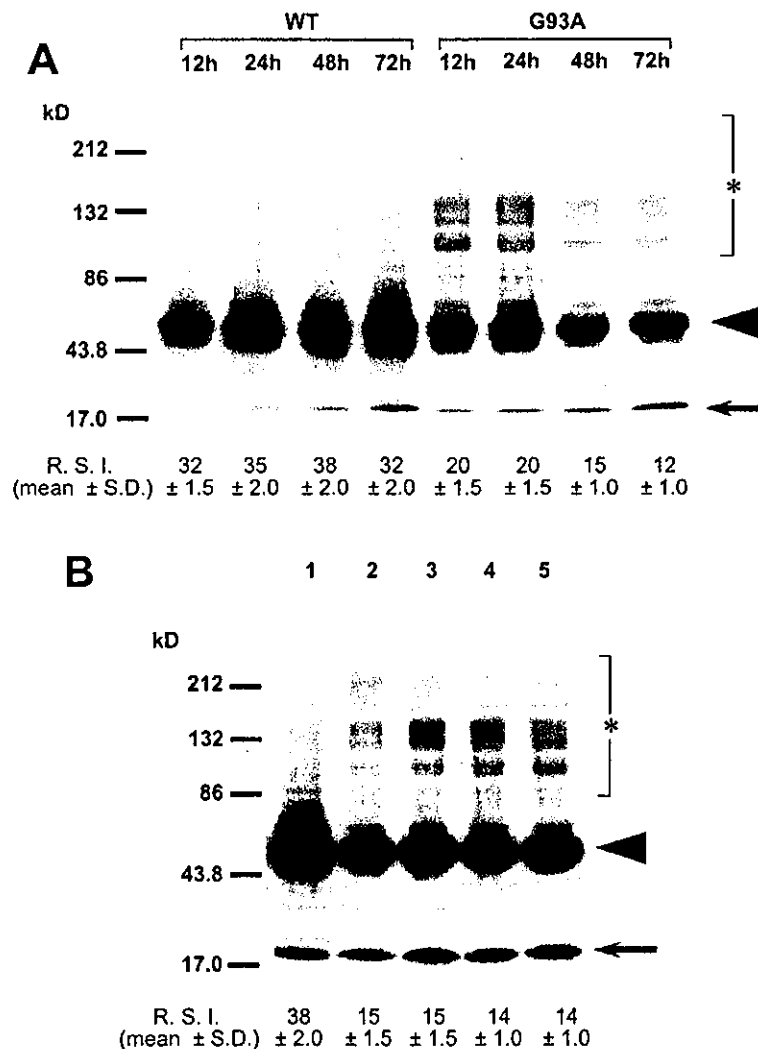 WT G93A
A 12h 24h 48h 72h 12h 24h 48h 72h
kD
212
132
*
86
43.8
17.0
R. S. I. 32 35 38 32 20 20 15 12
(mean ± S.D.) ± 1.5 ± 2.0 ± 2.0 ± 2.0 ± 1.5 ± 1.5 ± 1.0 ± 1.0
B 1 2 3 4 5
kD
212
132 *
86
43.8
17.0
R. S. I. 38 15 15 14 14
(mean ± S.D.) ± 2.0 ± 1.5 ± 1.5 ± 1.0 ± 1.0